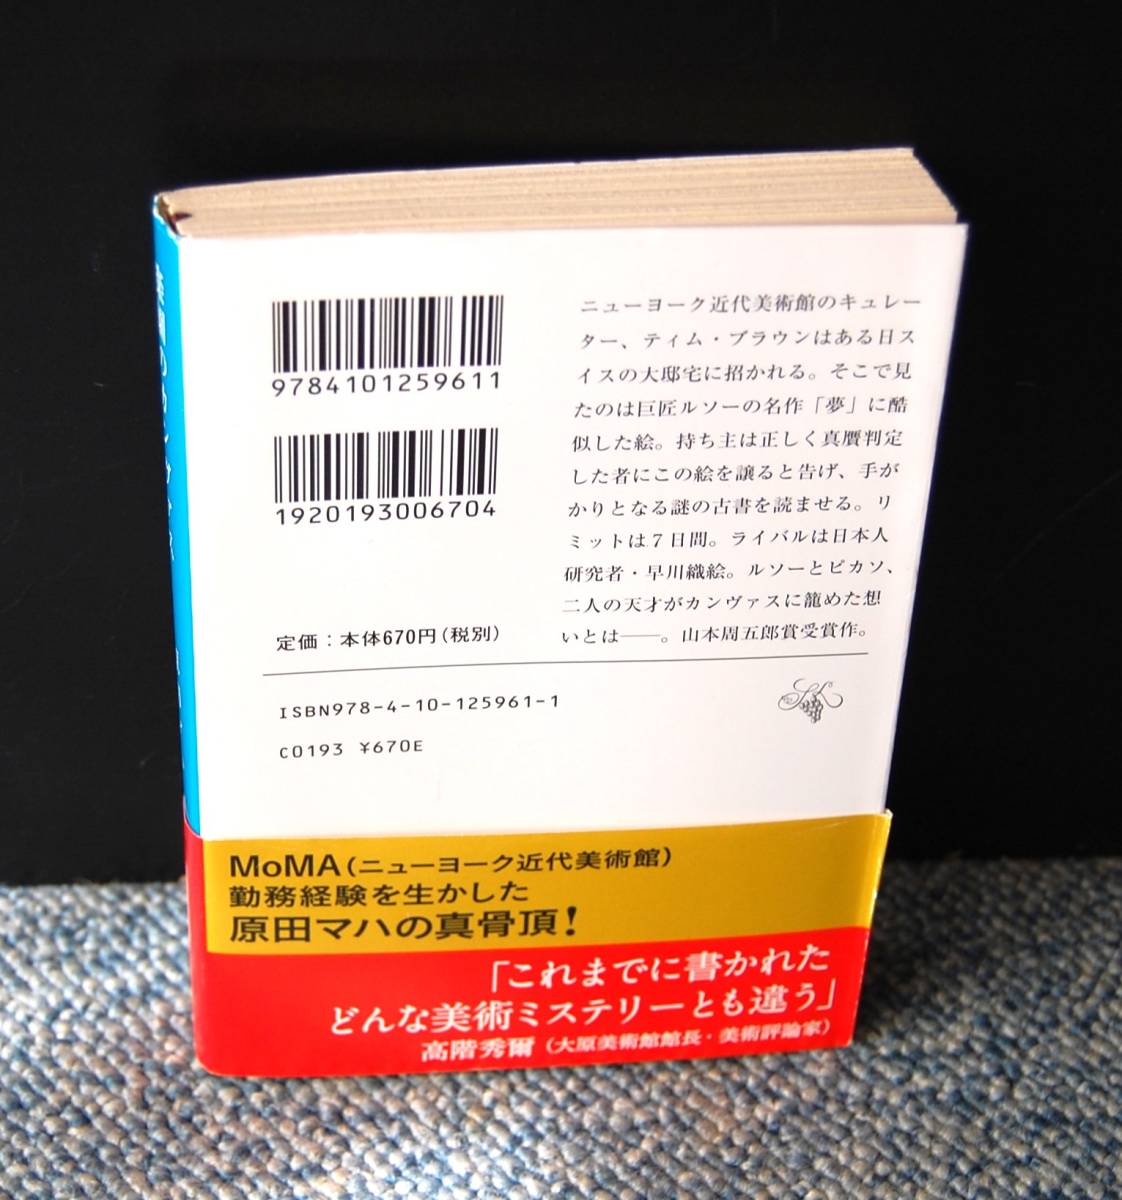 9784101259611
1920193006704
定価：本体670円（税別）
ニューヨーク近代美術館のキュレー
ター、ティム・ブラウンはある日ス
イスの大邸宅に招かれる。そこで見
たのは巨匠ルソーの名作「夢」に酷
似した絵。持ち主は正しく真贋判定
した者にこの絵を譲ると告げ、手が
かりとなる謎の古書を読ませる。リ
ミットは7日間。ライバルは日本人
研究者・早川織絵。ルソーとピカソ、
二人の天才がカンヴァスに籠めた想
いとは――。山本周五郎賞受賞作。
ISBN978-4-10-125961-1
C0193 ¥670E
MoMA（ニューヨーク近代美術館）
勤務経験を生かした
原田マハの真骨頂！
「これまでに書かれた
どんな美術ミステリーとも違う」
高階秀爾（大原美術館館長・美術評論家）